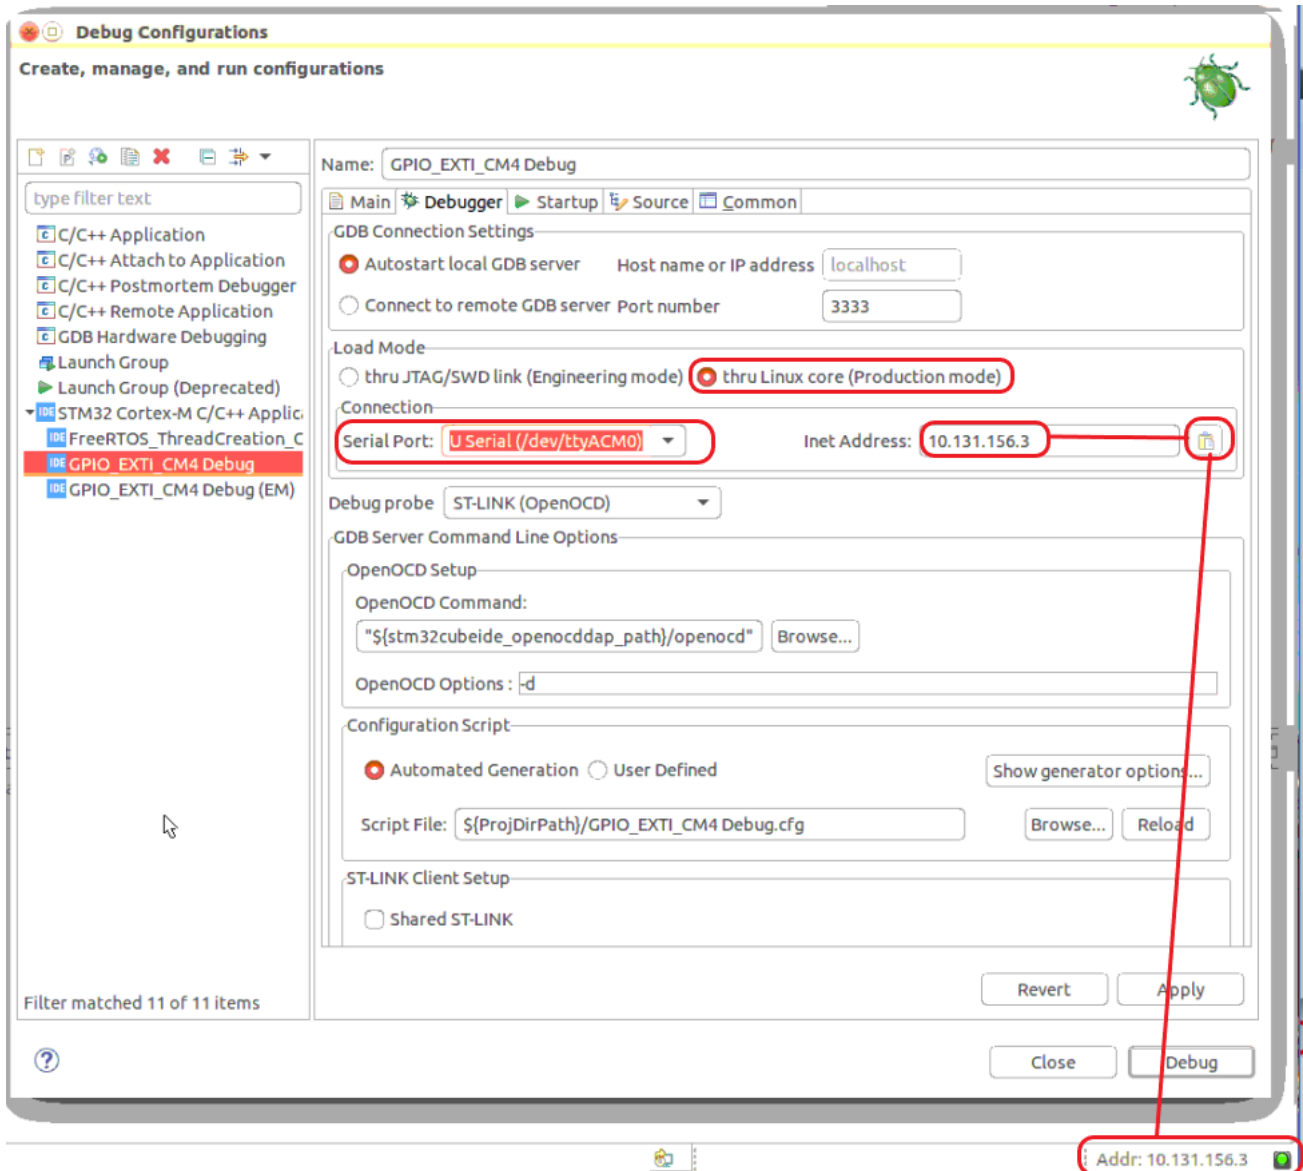 Debug Configurations
Create, manage, and run configurations
type filter text
C/C++ Application
C/C++ Attach to Application
C/C++ Postmortem Debugger
C/C++ Remote Application
GDB Hardware Debugging
Launch Group
Launch Group (Deprecated)
IDE STM32 Cortex-M C/C++ Applic
IDE FreeRTOS_ThreadCreation_C
IDE GPIO_EXTI_CM4 Debug
IDE GPIO_EXTI_CM4 Debug (EM)
Filter matched 11 of 11 items
Name: GPIO_EXTI_CM4 Debug
Main Debugger Startup Source Common
GDB Connection Settings
Autostart local GDB server Host name or IP address localhost
Connect to remote GDB server Port number 3333
Load Mode
thru JTAG/SWD link (Engineering mode) thru Linux core (Production mode)
Connection
Serial Port: U Serial (/dev/ttyACM0) Inet Address: 10.131.156.3
Debug probe ST-LINK (OpenOCD)
GDB Server Command Line Options
OpenOCD Setup
OpenOCD Command:
"${stm32cubeide_openocddap_path}/openocd" Browse...
OpenOCD Options : -d
Configuration Script
Automated Generation User Defined Show generator options...
Script File: ${ProjDirPath}/GPIO_EXTI_CM4 Debug.cfg Browse... Reload
ST-LINK Client Setup
Shared ST-LINK
Revert Apply
? Close Debug
Addr: 10.131.156.3